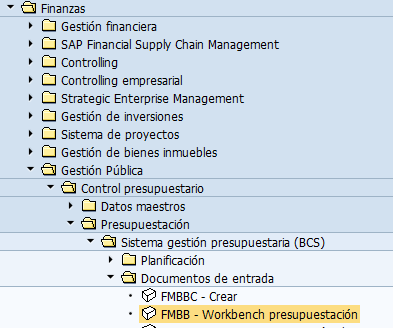 Finanzas
Gestión financiera
SAP Financial Supply Chain Management
Controlling
Controlling empresarial
Strategic Enterprise Management
Gestión de inversiones
Sistema de proyectos
Gestión de bienes inmuebles
Gestión Pública
Control presupuestario
Datos maestros
Presupuestación
Sistema gestión presupuestaria (BCS)
Planificación
Documentos de entrada
FMBBC - Crear
FMBB - Workbench presupuestación